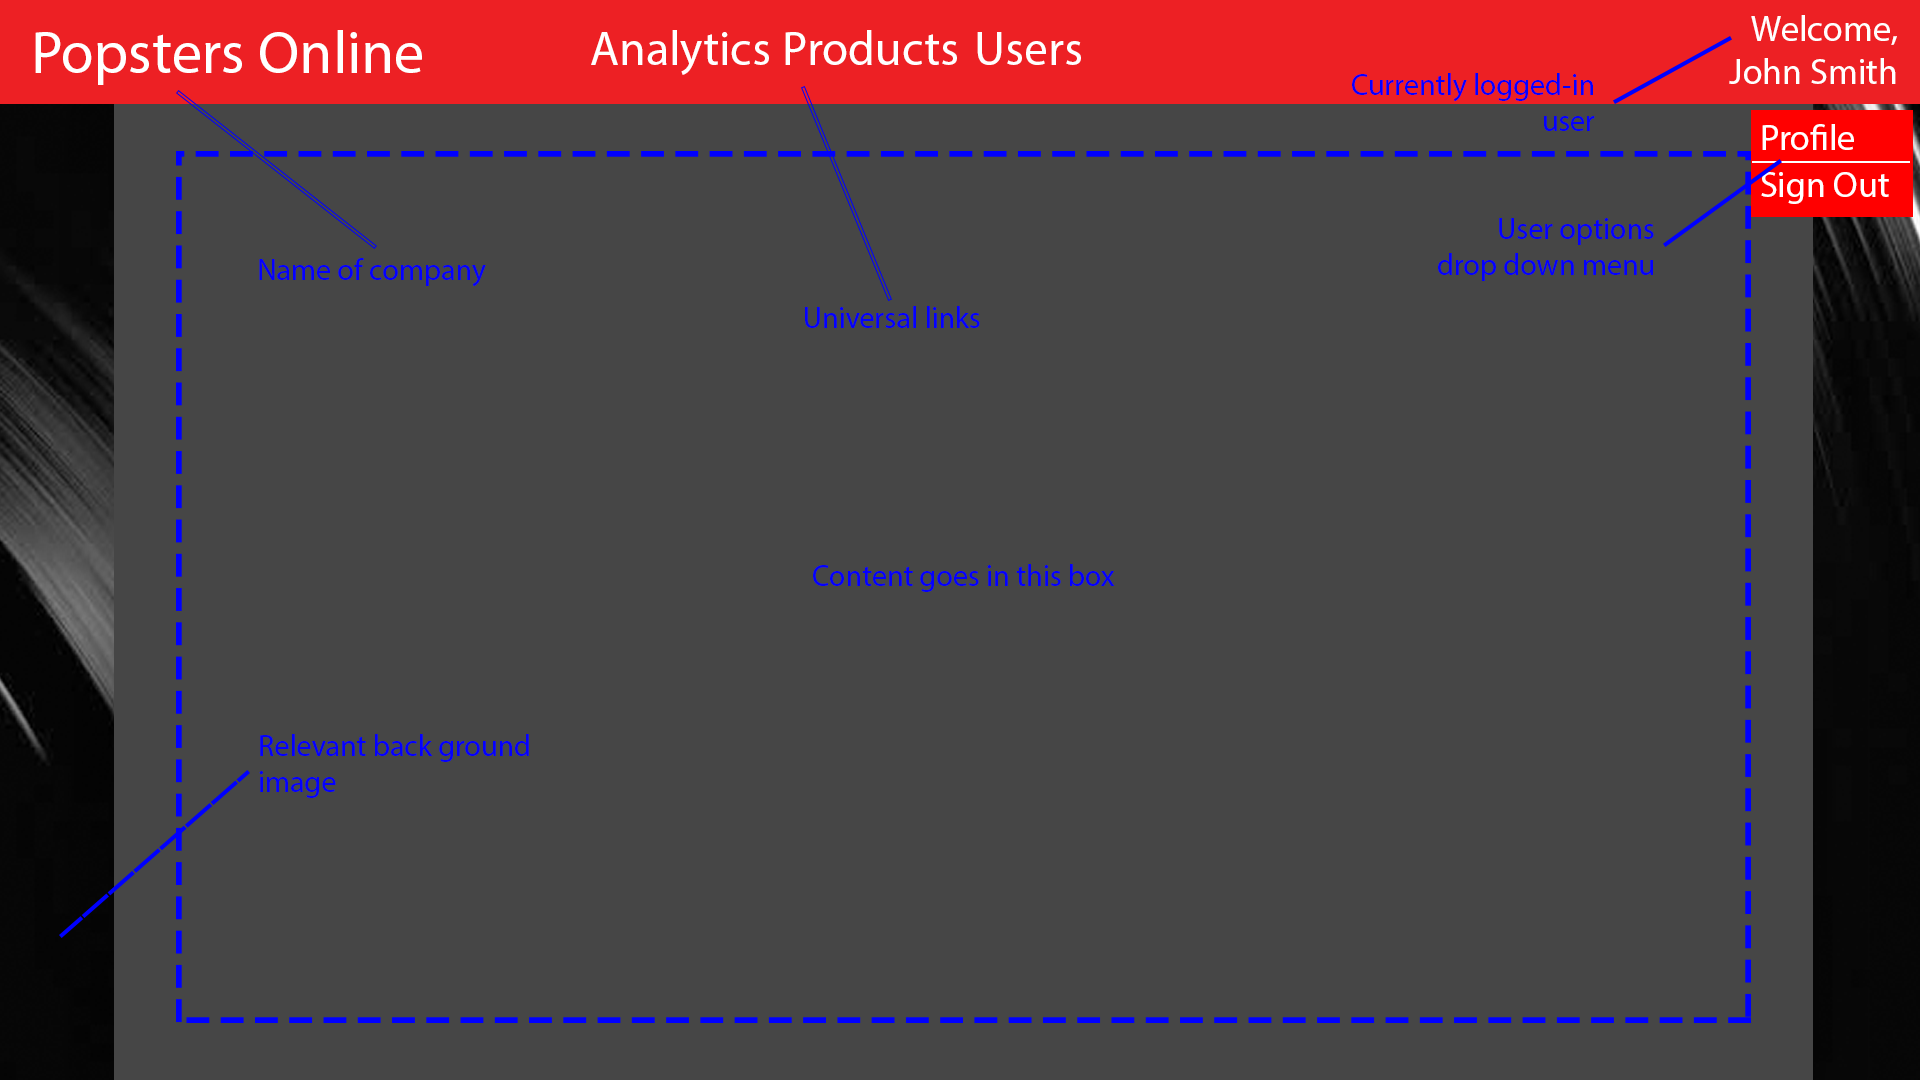 Popsters Online
Analytics Products Users
Welcome,
John Smith
Currently logged-in
user
Profile
Sign Out
User options
drop down menu
Name of company
Universal links
Content goes in this box
Relevant back ground
image